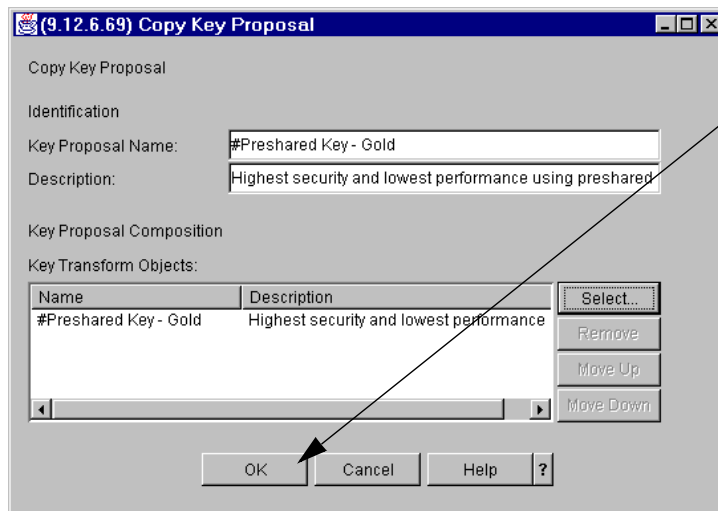 (9.12.6.69) Copy Key Proposal
Copy Key Proposal
Identification
Key Proposal Name: #Preshared Key - Gold
Description: Highest security and lowest performance using preshared
Key Proposal Composition
Key Transform Objects:
Name Description Select...
#Preshared Key - Gold Highest security and lowest performance
Remove
Move Up
Move Down
OK Cancel Help ?